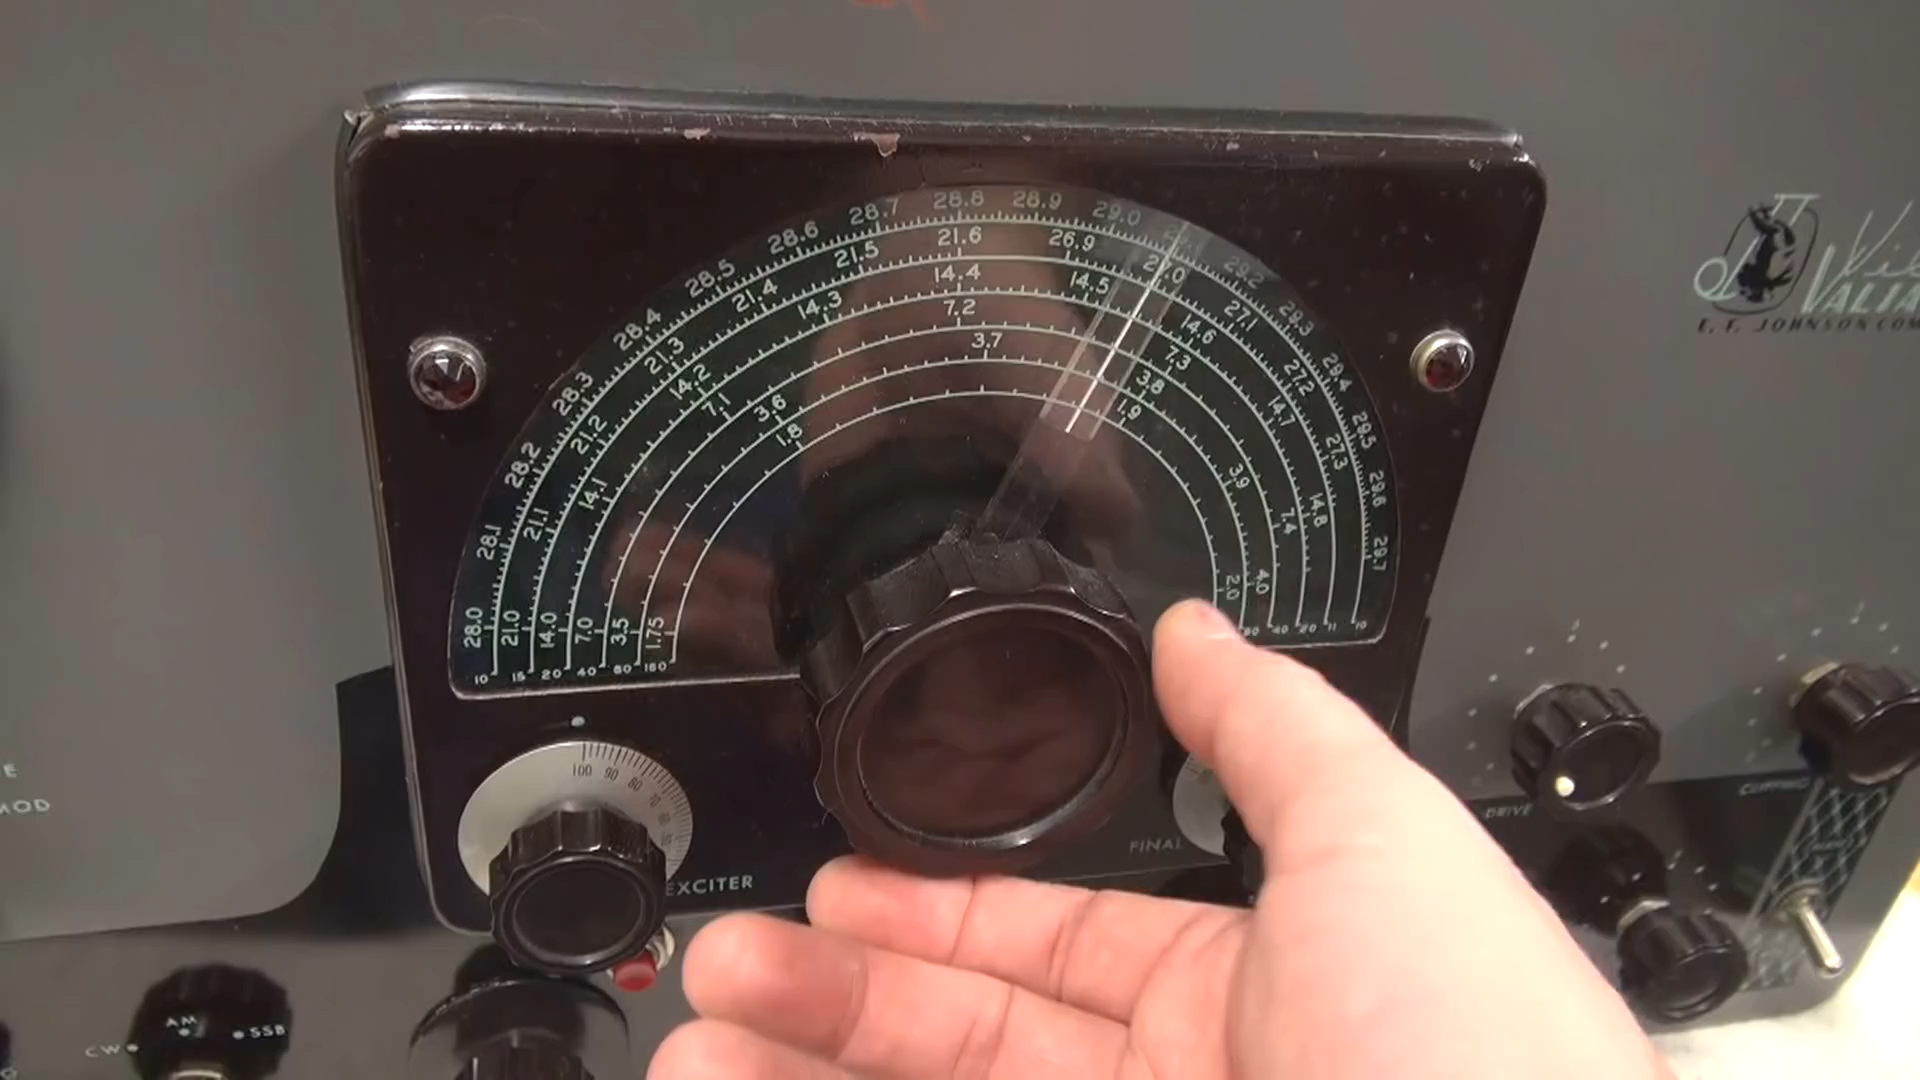 28.0 28.1 28.2 28.3 28.4 28.5 28.6 28.7 28.8 28.9 29.0 29.1 29.2 29.3 29.4 29.5 29.6 29.7
21.0 21.1 21.2 21.3 21.4 21.5 21.6 26.9 27.0 27.1 27.2 27.3
14.0 14.1 14.2 14.3 14.4 14.5 14.6 14.7 14.8
7.0 7.1 7.2 7.3 7.4
3.5 3.6 3.7 3.8 3.9 4.0
1.75 1.8 1.9 2.0
10 15 20 40 80 160
80 40 20 11 10
E. F. JOHNSON
100 90 80 70
EXCITER
FINAL
DRIVE
CLIPPING
MOD
CW AM SSB